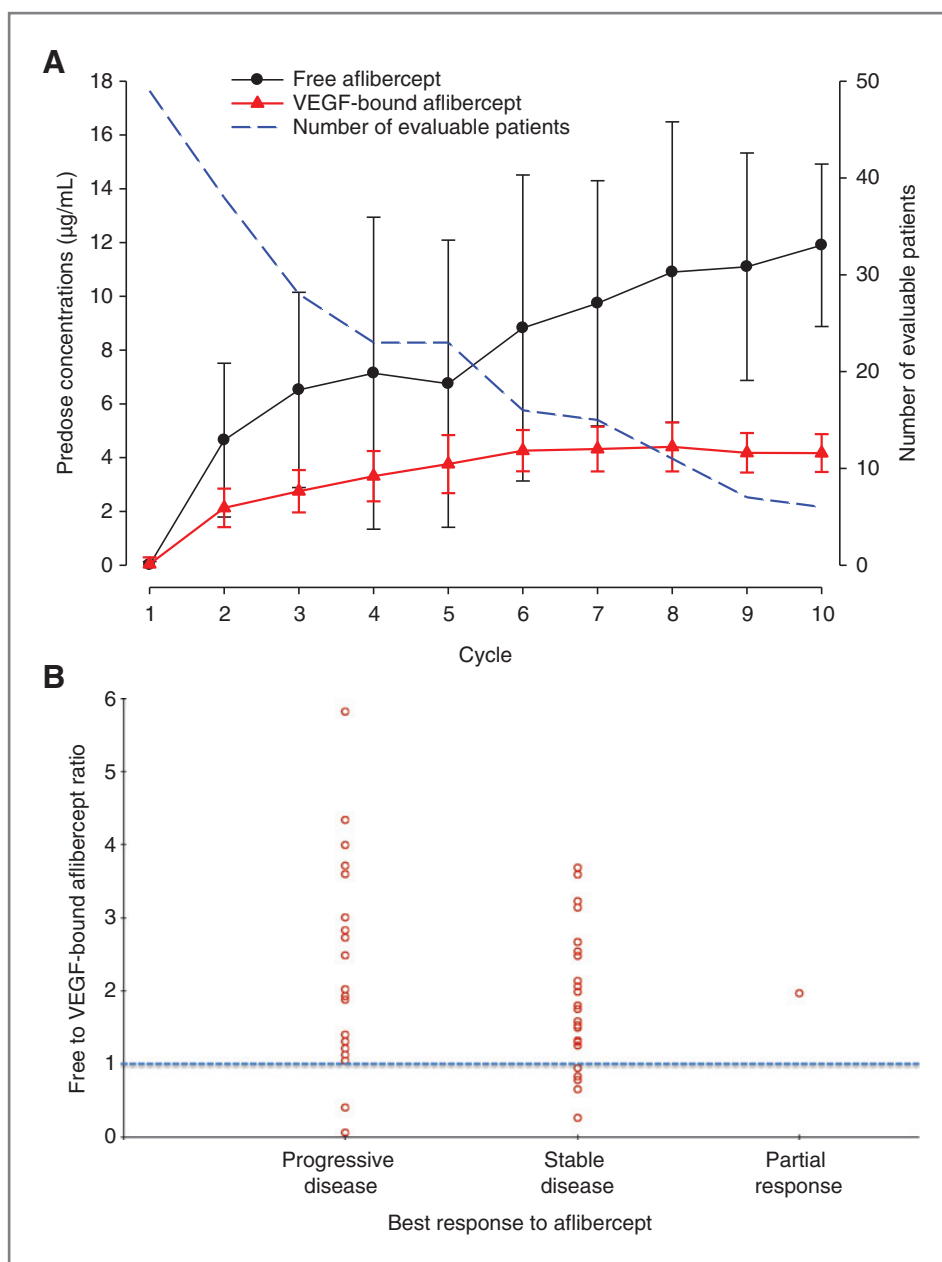 A
Free aflibercept
VEGF-bound aflibercept
Number of evaluable patients
Predose concentrations (µg/mL)
18
16
14
12
10
8
6
4
2
0
50
40
30
20
10
0
Number of evaluable patients
1 2 3 4 5 6 7 8 9 10
Cycle
B
Free to VEGF-bound aflibercept ratio
6
5
4
3
2
1
0
Progressive disease
Stable disease
Partial response
Best response to aflibercept